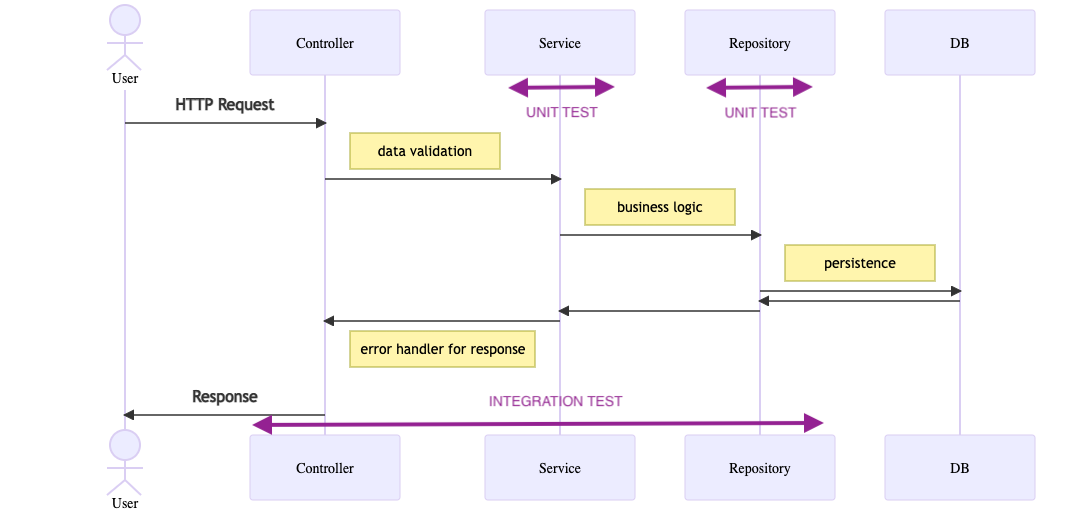 Controller
Service
Repository
DB
User
UNIT TEST
UNIT TEST
HTTP Request
data validation
business logic
persistence
error handler for response
Response
INTEGRATION TEST
Controller
Service
Repository
DB
User